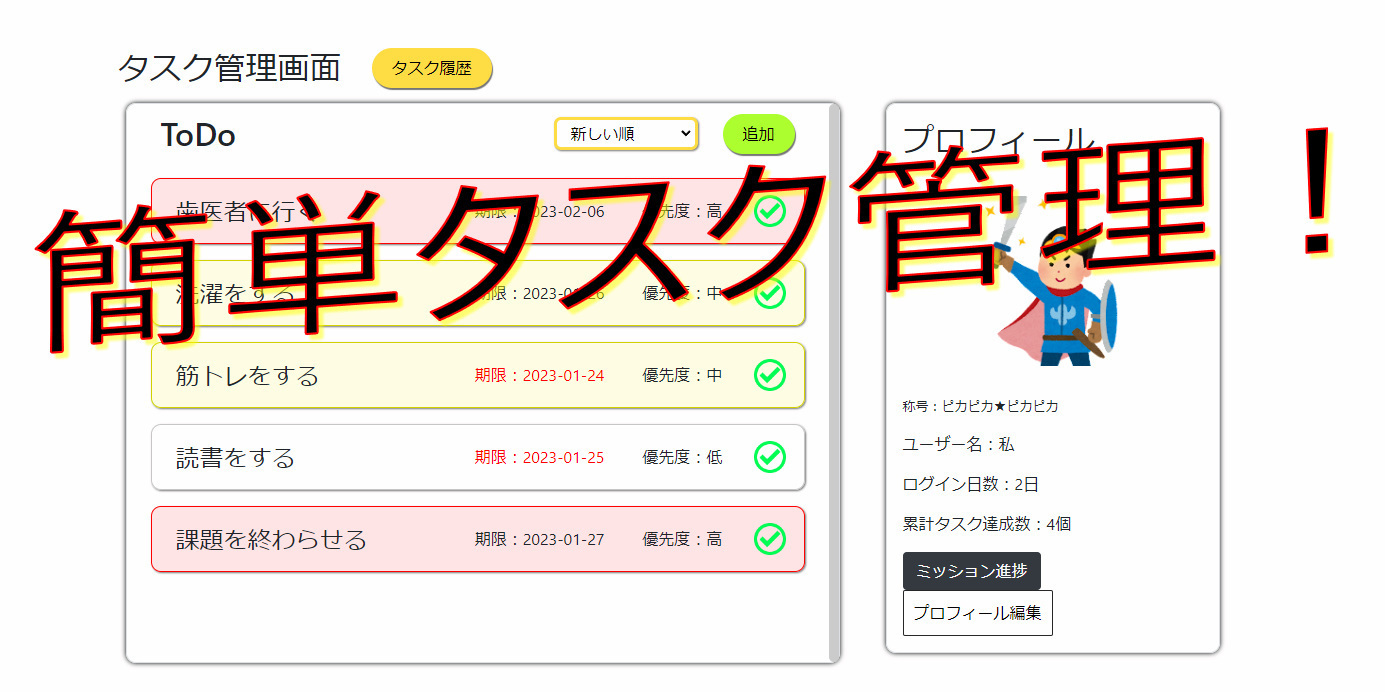 タスク管理画面 タスク履歴
ToDo 新しい順 追加
歯医者に行く 期限：2023-02-06 優先度：高
洗濯をする 期限：2023-01-26 優先度：中
筋トレをする 期限：2023-01-24 優先度：中
読書をする 期限：2023-01-25 優先度：低
課題を終わらせる 期限：2023-01-27 優先度：高
簡単タスク管理！
プロフィール
称号：ピカピカ★ピカピカ
ユーザー名：私
ログイン日数：2日
累計タスク達成数：4個
ミッション進捗
プロフィール編集